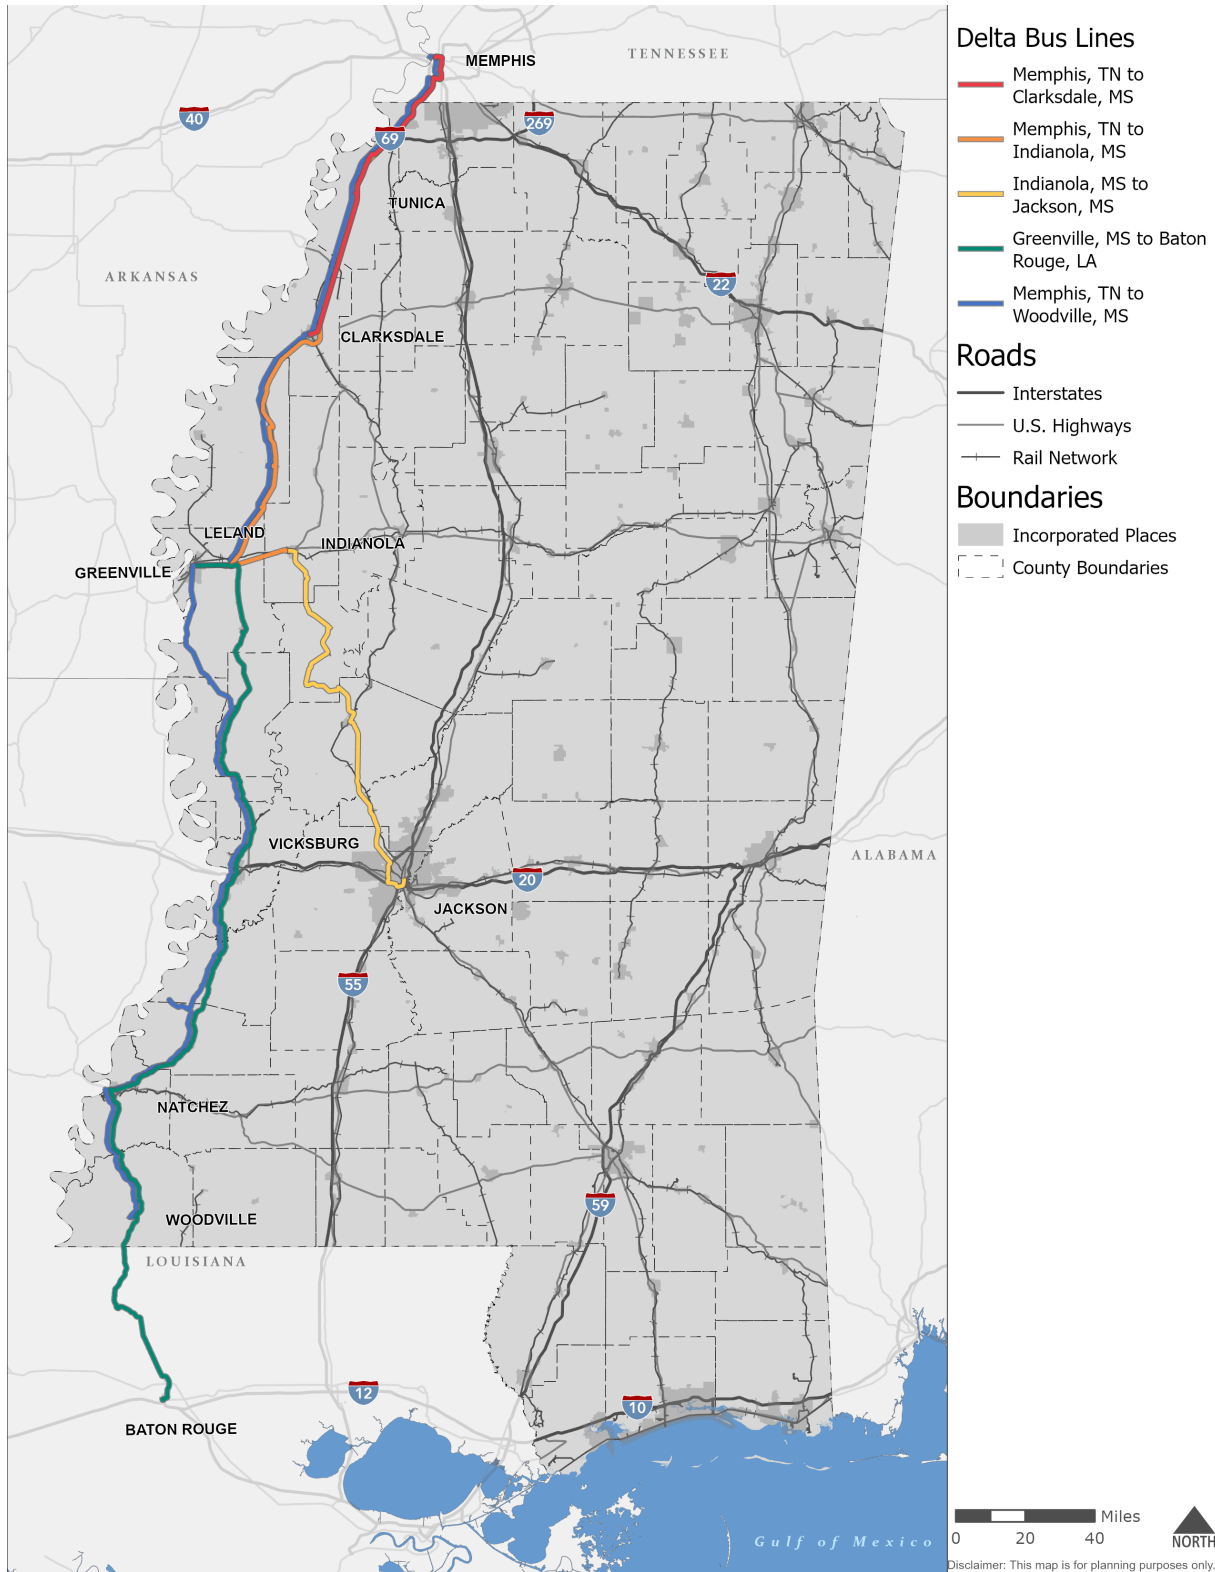 MEMPHIS
TENNESSEE
40
269
69
TUNICA
ARKANSAS
22
CLARKSDALE
LELAND
INDIANOLA
GREENVILLE
VICKSBURG
ALABAMA
20
JACKSON
55
NATCHEZ
59
WOODVILLE
LOUISIANA
12
10
BATON ROUGE
Gulf of Mexico
Delta Bus Lines
Memphis, TN to
Clarksdale, MS
Memphis, TN to
Indianola, MS
Indianola, MS to
Jackson, MS
Greenville, MS to Baton
Rouge, LA
Memphis, TN to
Woodville, MS
Roads
Interstates
U.S. Highways
Rail Network
Boundaries
Incorporated Places
County Boundaries
Miles
0 20 40
NORTH
Disclaimer: This map is for planning purposes only.